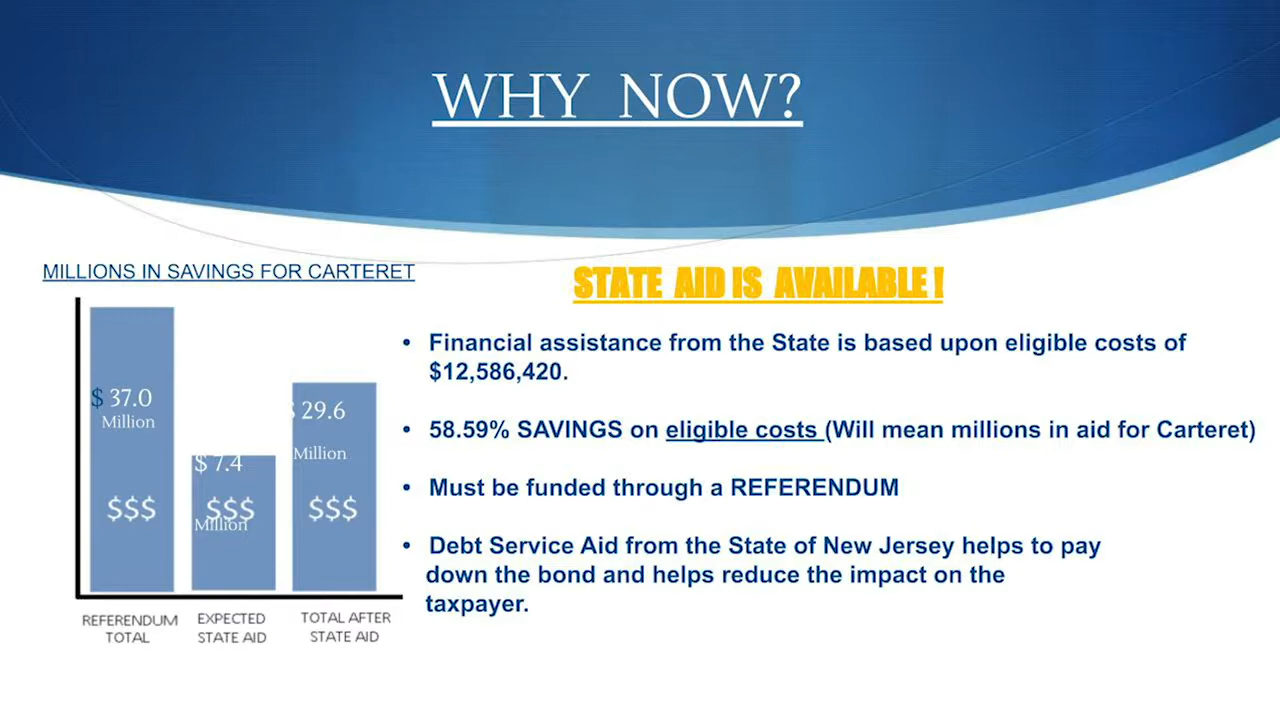 WHY NOW?
MILLIONS IN SAVINGS FOR CARTERET
$ 37.0
Million
$$$
$ 7.4
$$$
Million
$ 29.6
Million
$$$
REFERENDUM
TOTAL
EXPECTED
STATE AID
TOTAL AFTER
STATE AID
STATE AID IS AVAILABLE !
• Financial assistance from the State is based upon eligible costs of
$12,586,420.
• 58.59% SAVINGS on eligible costs (Will mean millions in aid for Carteret)
• Must be funded through a REFERENDUM
• Debt Service Aid from the State of New Jersey helps to pay
down the bond and helps reduce the impact on the
taxpayer.